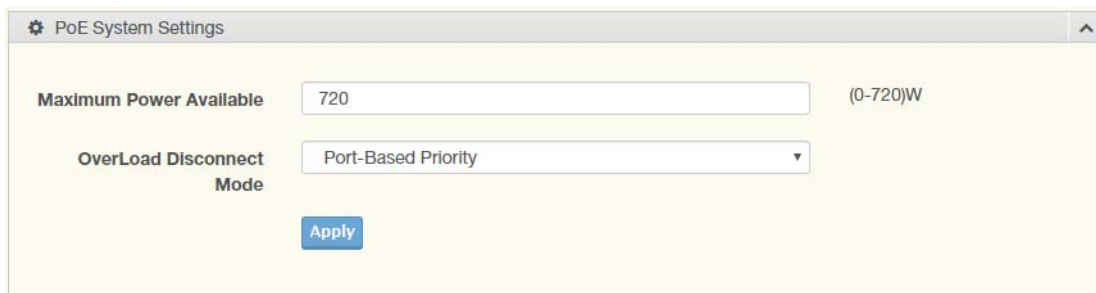 PoE System Settings
Maximum Power Available 720 (0-720)W
OverLoad Disconnect Port-Based Priority
Mode
Apply